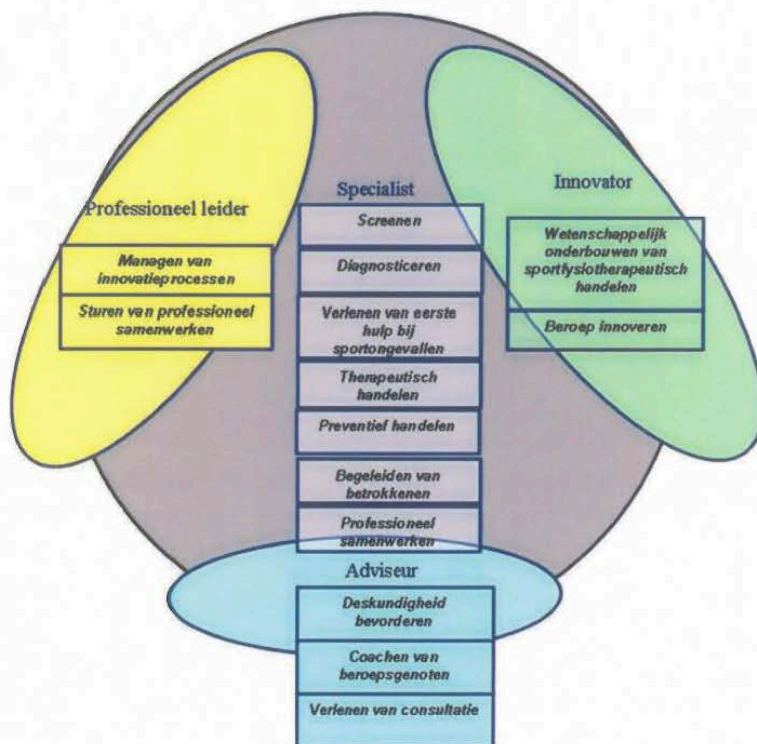 Professioneel leider
Managen van
innovatieprocessen
Sturen van professioneel
samenwerken
Specialist
Screenen
Diagnosticeren
Verlenen van eerste
hulp bij
sportongevallen
Therapeutisch
handelen
Preventief handelen
Begeleiden van
betrokkenen
Professioneel
samenwerken
Innovator
Wetenschappelijk
onderbouwen van
sportfysiotherapeutisch
handelen
Beroep innoveren
Adviseur
Deskundigheid
bevorderen
Coachen van
beroepsgenoten
Verlenen van consultatie